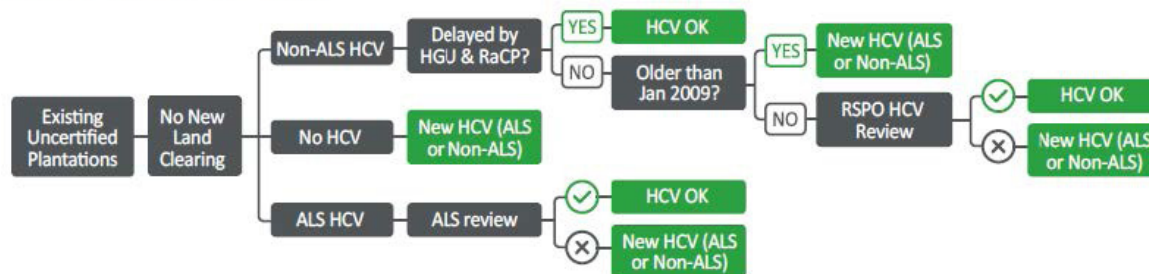 Existing
Uncertified
Plantations
No New
Land
Clearing
Non-ALS HCV
Delayed by
HGU & RaCP?
YES
HCV OK
NO
Older than
Jan 2009?
YES
New HCV (ALS
or Non-ALS)
NO
RSPO HCV
Review
HCV OK
New HCV (ALS
or Non-ALS)
No HCV
New HCV (ALS
or Non-ALS)
ALS HCV
ALS review
HCV OK
New HCV (ALS
or Non-ALS)